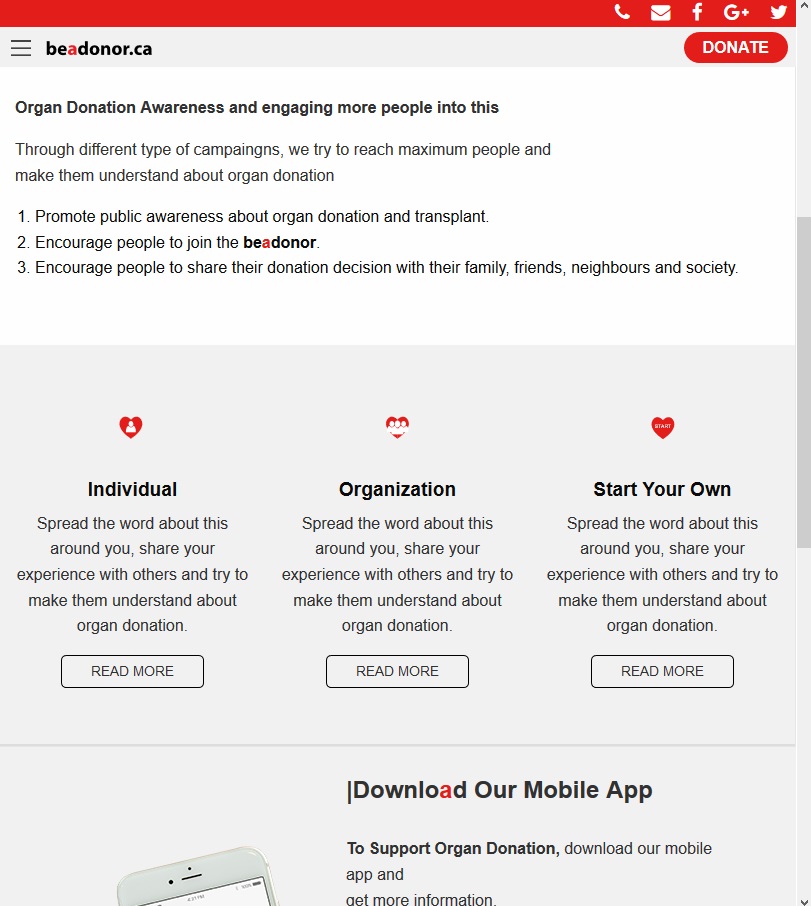 beadonor.ca
DONATE
Organ Donation Awareness and engaging more people into this
Through different type of campaingns, we try to reach maximum people and
make them understand about organ donation
1. Promote public awareness about organ donation and transplant.
2. Encourage people to join the beadonor.
3. Encourage people to share their donation decision with their family, friends, neighbours and society.
START
Individual
Spread the word about this
around you, share your
experience with others and try to
make them understand about
organ donation.
READ MORE
Organization
Spread the word about this
around you, share your
experience with others and try to
make them understand about
organ donation.
READ MORE
Start Your Own
Spread the word about this
around you, share your
experience with others and try to
make them understand about
organ donation.
READ MORE
|Download Our Mobile App
To Support Organ Donation, download our mobile
app and
get more information.
4:21 PM